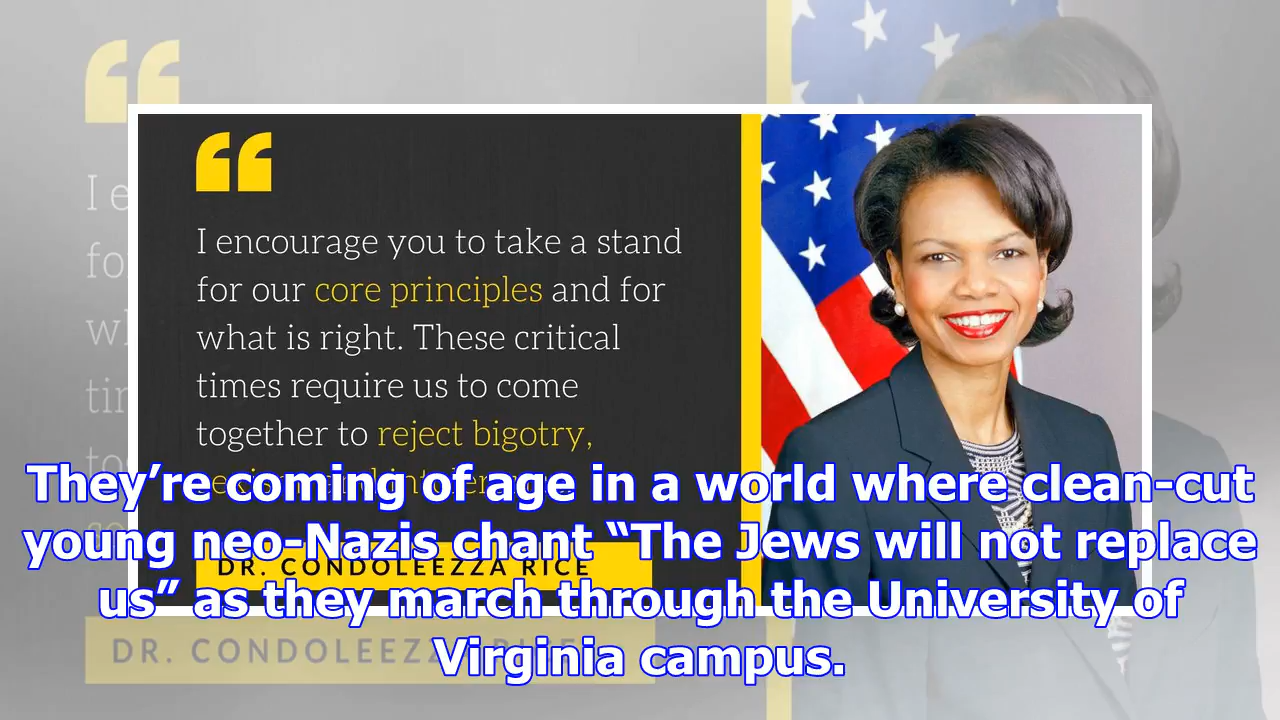 “
I encourage you to take a stand
for our core principles and for
what is right. These critical
times require us to come
together to reject bigotry,
They’re coming of age in a world where clean-cut
young neo-Nazis chant “The Jews will not replace
us” as they march through the University of
Virginia campus.
DR. CONDOLEEZZA RICE